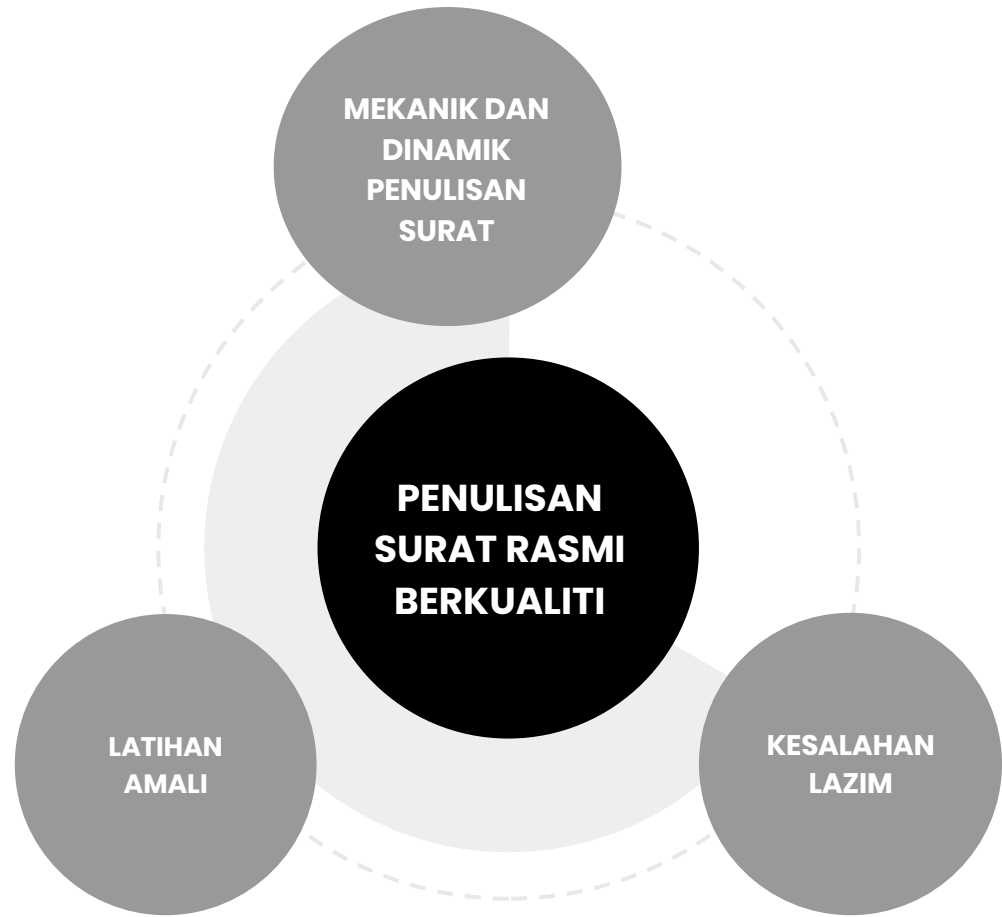 MEKANIK DAN
DINAMIK
PENULISAN
SURAT
PENULISAN
SURAT RASMI
BERKUALITI
LATIHAN
AMALI
KESALAHAN
LAZIM